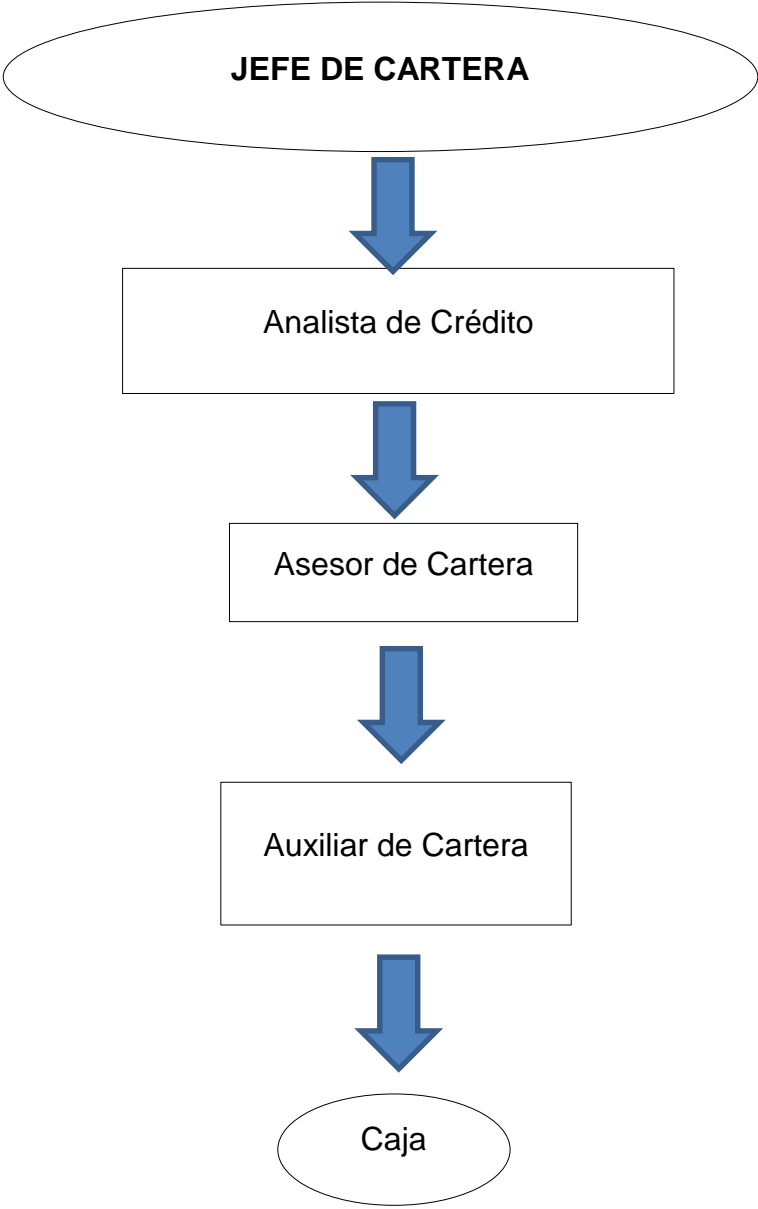 JEFE DE CARTERA
Analista de Crédito
Asesor de Cartera
Auxiliar de Cartera
Caja